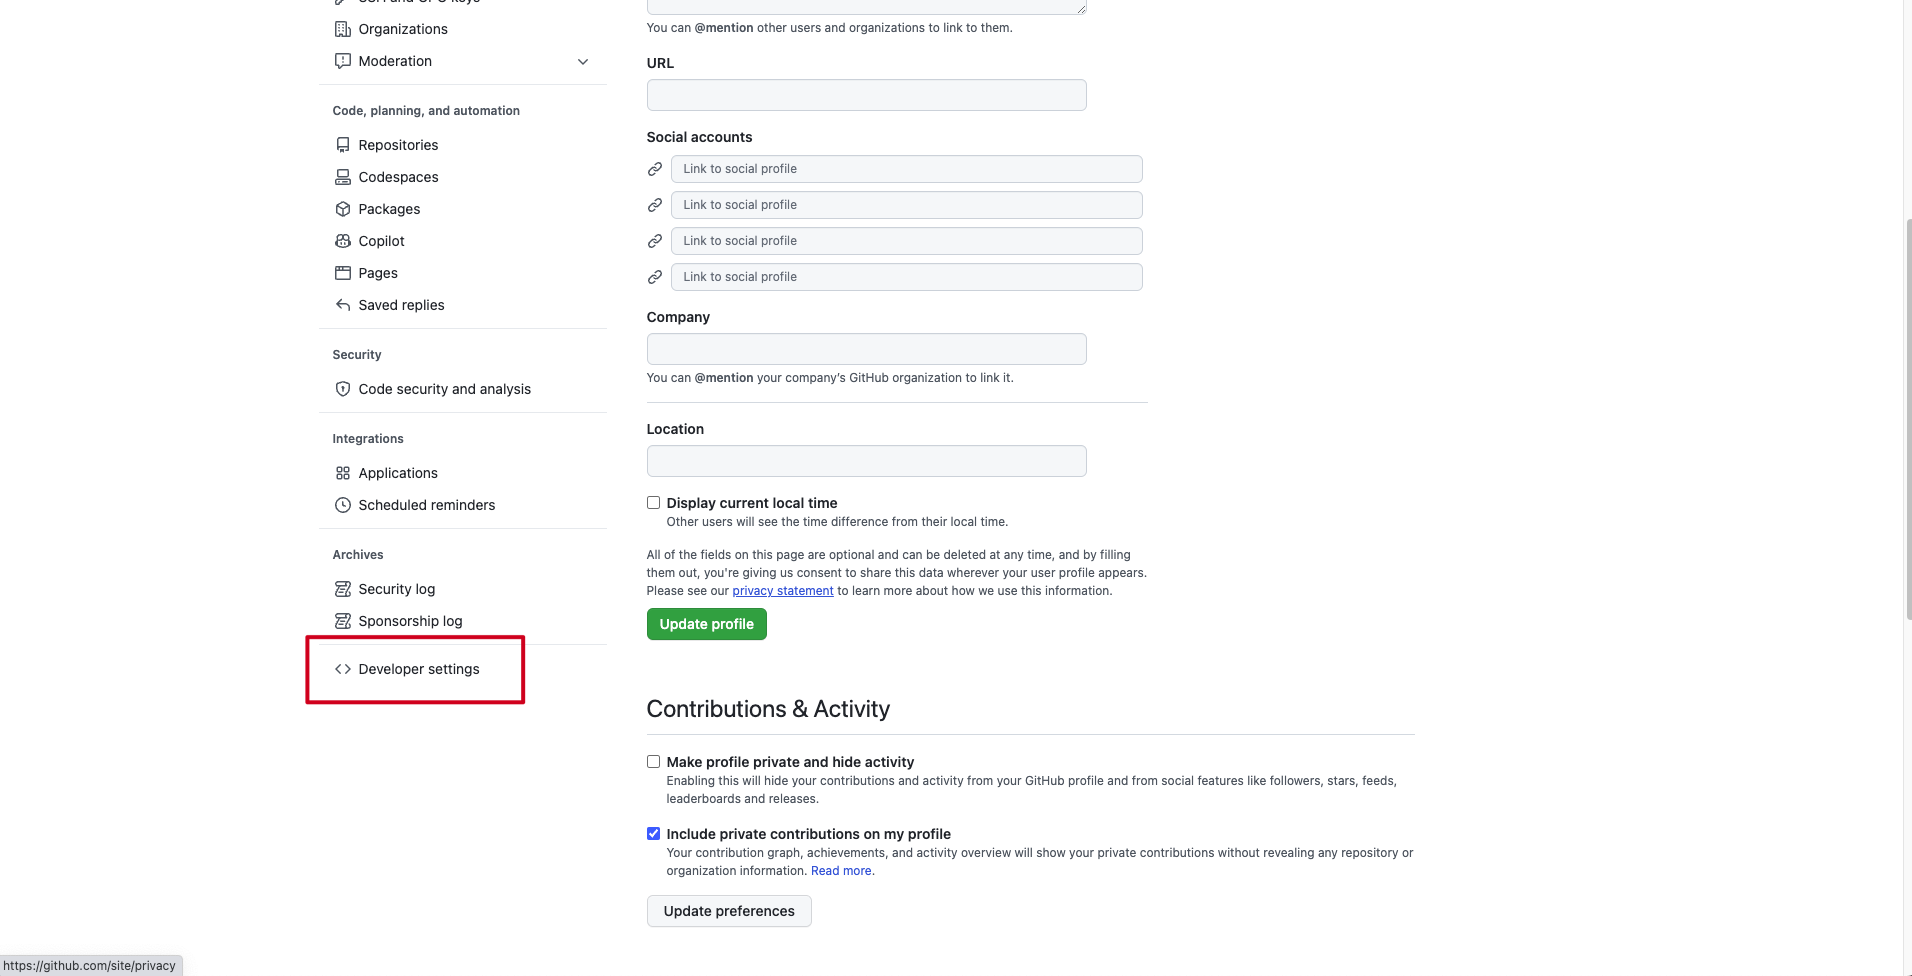 Organizations
Moderation
Code, planning, and automation
Repositories
Codespaces
Packages
Copilot
Pages
Saved replies
Security
Code security and analysis
Integrations
Applications
Scheduled reminders
Archives
Security log
Sponsorship log
Developer settings
You can @mention other users and organizations to link to them.
URL
Social accounts
Link to social profile
Link to social profile
Link to social profile
Link to social profile
Company
You can @mention your company's GitHub organization to link it.
Location
Display current local time
Other users will see the time difference from their local time.
All of the fields on this page are optional and can be deleted at any time, and by filling
them out, you're giving us consent to share this data wherever your user profile appears.
Please see our privacy statement to learn more about how we use this information.
Update profile
Contributions & Activity
Make profile private and hide activity
Enabling this will hide your contributions and activity from your GitHub profile and from social features like followers, stars, feeds,
leaderboards and releases.
Include private contributions on my profile
Your contribution graph, achievements, and activity overview will show your private contributions without revealing any repository or
organization information. Read more.
Update preferences
https://github.com/site/privacy